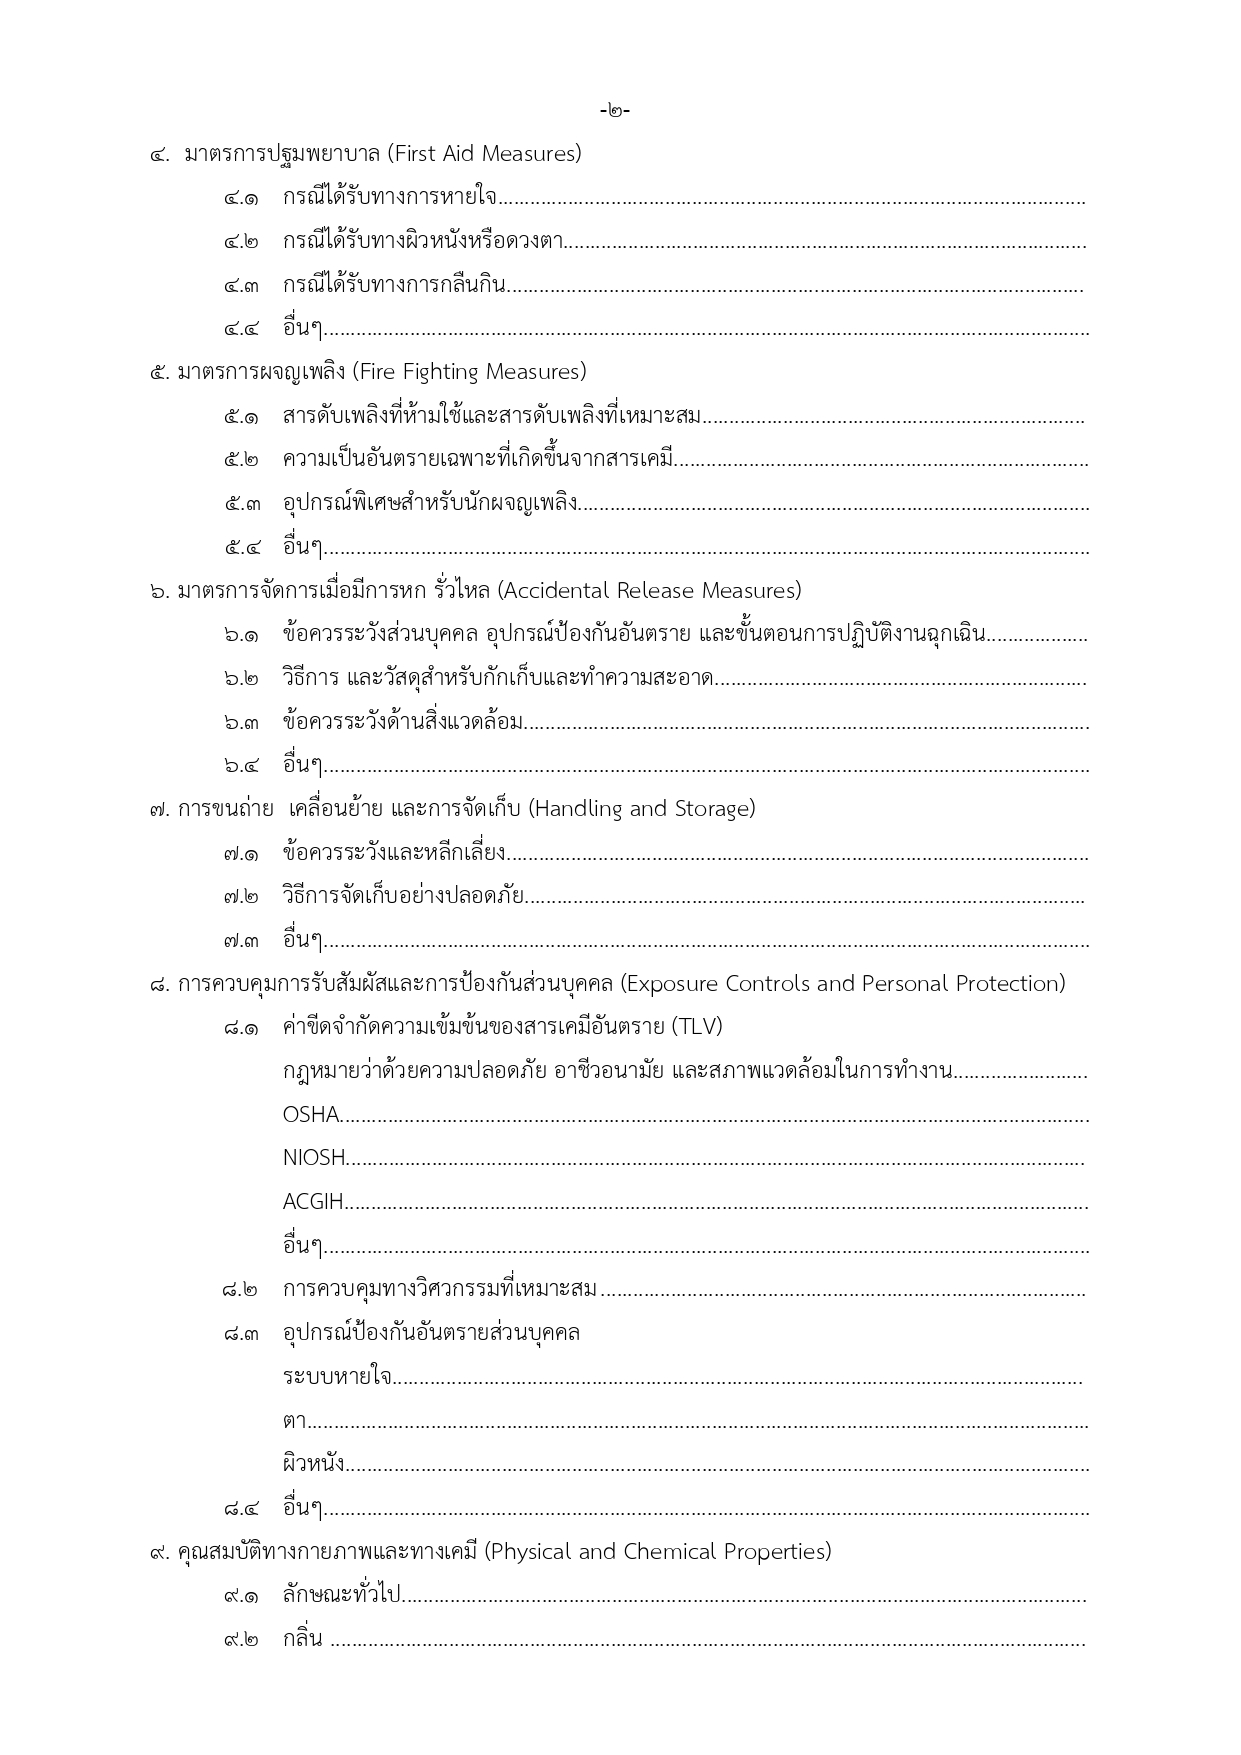 -๒-
๔. มาตรการปฐมพยาบาล (First Aid Measures)
๔.๑ กรณีได้รับทางการหายใจ..............................................................................................................
๔.๒ กรณีได้รับทางผิวหนังหรือดวงตา.................................................................................................
๔.๓ กรณีได้รับทางการกลืนกิน............................................................................................................
๔.๔ อื่นๆ..............................................................................................................................................
๕. มาตรการผจญเพลิง (Fire Fighting Measures)
๕.๑ สารดับเพลิงที่ห้ามใช้และสารดับเพลิงที่เหมาะสม.......................................................................
๕.๒ ความเป็นอันตรายเฉพาะที่เกิดขึ้นจากสารเคมี.............................................................................
๕.๓ อุปกรณ์พิเศษสำหรับนักผจญเพลิง...............................................................................................
๕.๔ อื่นๆ..............................................................................................................................................
๖. มาตรการจัดการเมื่อมีการหก รั่วไหล (Accidental Release Measures)
๖.๑ ข้อควรระวังส่วนบุคคล อุปกรณ์ป้องกันอันตราย และขั้นตอนการปฏิบัติงานฉุกเฉิน...................
๖.๒ วิธีการ และวัสดุสำหรับกักเก็บและทำความสะอาด.....................................................................
๖.๓ ข้อควรระวังด้านสิ่งแวดล้อม.........................................................................................................
๖.๔ อื่นๆ..............................................................................................................................................
๗. การขนถ่าย เคลื่อนย้าย และการจัดเก็บ (Handling and Storage)
๗.๑ ข้อควรระวังและหลีกเลี่ยง............................................................................................................
๗.๒ วิธีการจัดเก็บอย่างปลอดภัย........................................................................................................
๗.๓ อื่นๆ..............................................................................................................................................
๘. การควบคุมการรับสัมผัสและการป้องกันส่วนบุคคล (Exposure Controls and Personal Protection)
๘.๑ ค่าขีดจำกัดความเข้มข้นของสารเคมีอันตราย (TLV)
กฎหมายว่าด้วยความปลอดภัย อาชีวอนามัย และสภาพแวดล้อมในการทำงาน.........................
OSHA...........................................................................................................................................
NIOSH.........................................................................................................................................
ACGIH..........................................................................................................................................
อื่นๆ..............................................................................................................................................
๘.๒ การควบคุมทางวิศวกรรมที่เหมาะสม..........................................................................................
๘.๓ อุปกรณ์ป้องกันอันตรายส่วนบุคคล
ระบบหายใจ................................................................................................................................
ตา.................................................................................................................................................
ผิวหนัง..........................................................................................................................................
๘.๔ อื่นๆ..............................................................................................................................................
๙. คุณสมบัติทางกายภาพและทางเคมี (Physical and Chemical Properties)
๙.๑ ลักษณะทั่วไป...............................................................................................................................
๙.๒ กลิ่น ............................................................................................................................................